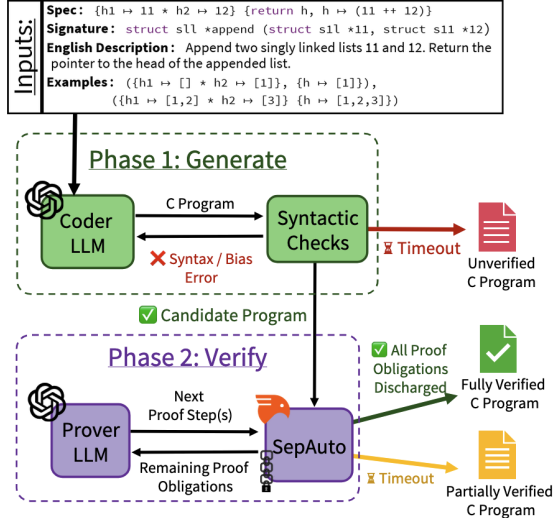 Inputs:
Spec: {h1 ↦ l1 * h2 ↦ l2} {return h, h ↦ (l1 ++ l2)}
Signature: struct sll *append (struct sll *l1, struct sll *l2)
English Description: Append two singly linked lists l1 and l2. Return the
pointer to the head of the appended list.
Examples: ({h1 ↦ [] * h2 ↦ [1]}, {h ↦ [1]}),
({h1 ↦ [1,2] * h2 ↦ [3]} {h ↦ [1,2,3]})
Phase 1: Generate
Coder
LLM
C Program
❌ Syntax / Bias
Error
Syntactic
Checks
⌛ Timeout
Unverified
C Program
✅ Candidate Program
Phase 2: Verify
Prover
LLM
Next
Proof Step(s)
Remaining Proof
Obligations
SepAuto
✅ All Proof
Obligations
Discharged
Fully Verified
C Program
⌛ Timeout
Partially Verified
C Program